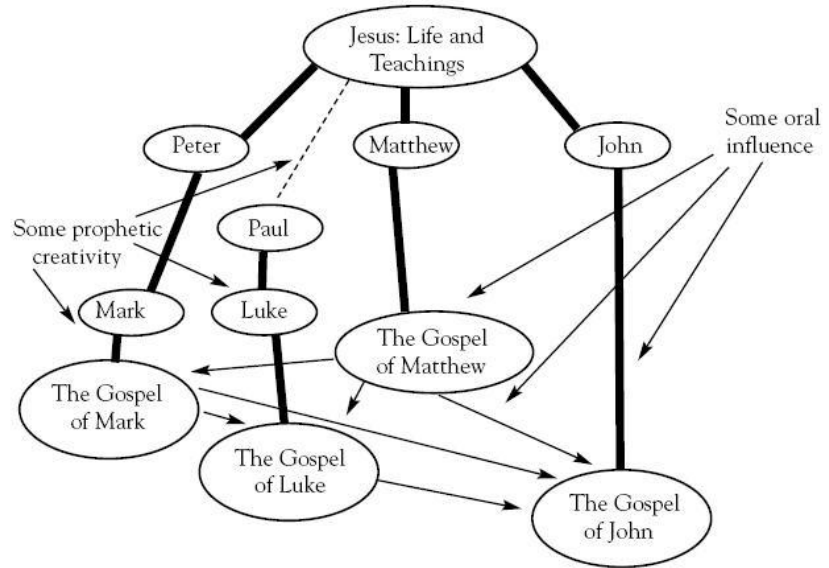 Jesus: Life and
Teachings
Peter
Matthew
John
Some oral
influence
Some prophetic
creativity
Paul
Mark
Luke
The Gospel
of Matthew
The Gospel
of Mark
The Gospel
of Luke
The Gospel
of John